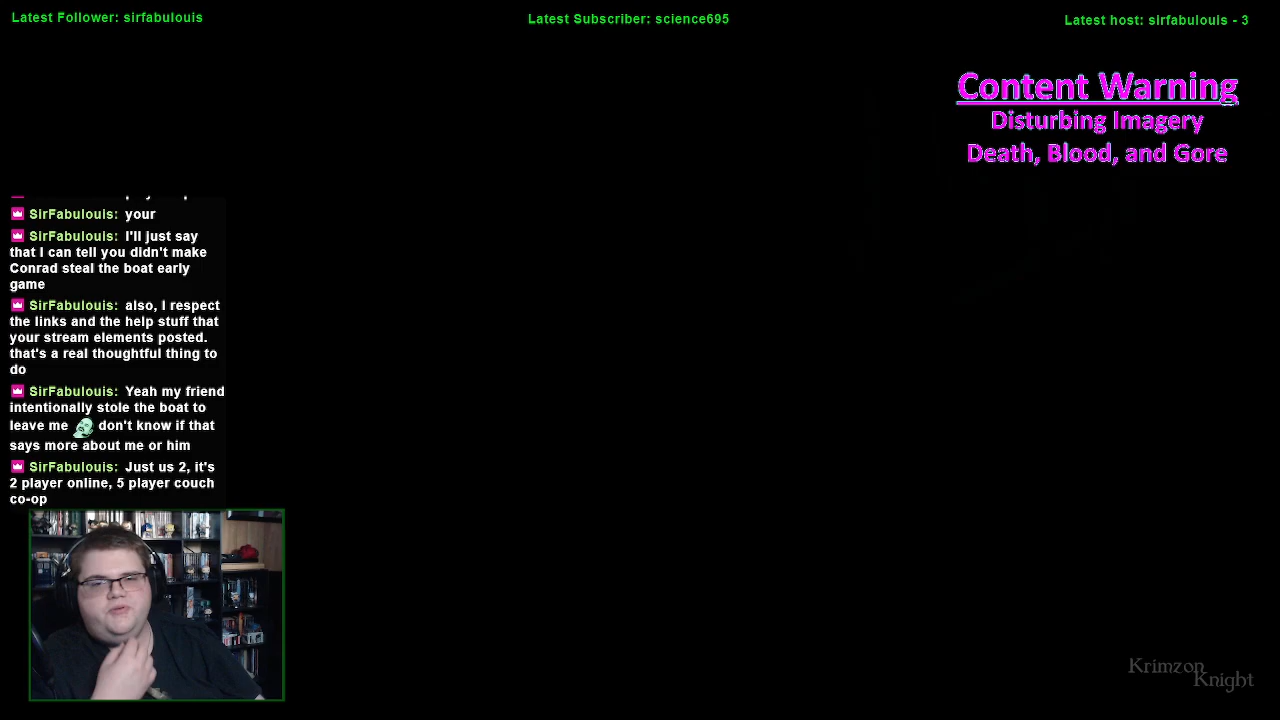 Latest Follower: sirfabulouis
Latest Subscriber: science695
Latest host: sirfabulouis - 3
Content Warning
Disturbing Imagery
Death, Blood, and Gore
SirFabulouis: your
SirFabulouis: I'll just say
that I can tell you didn't make
Conrad steal the boat early
game
SirFabulouis: also, I respect
the links and the help stuff that
your stream elements posted.
that's a real thoughtful thing to
do
SirFabulouis: Yeah my friend
intentionally stole the boat to
leave me don't know if that
says more about me or him
SirFabulouis: Just us 2, it's
2 player online, 5 player couch
co-op
Krimzon
Knight